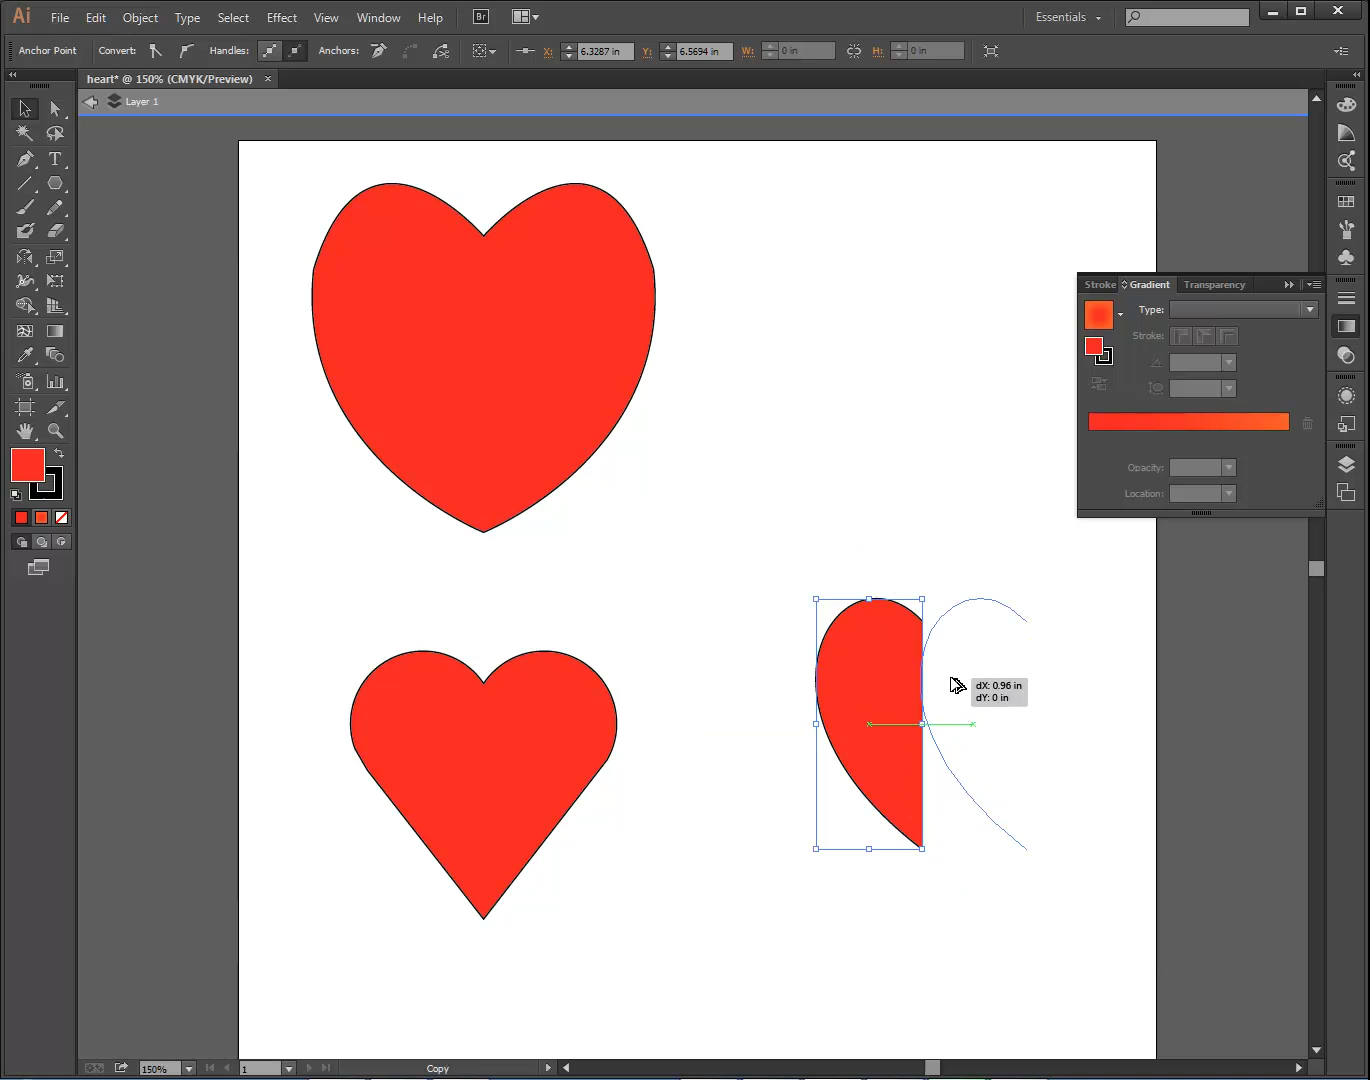 Ai File Edit Object Type Select Effect View Window Help Br Essentials
Anchor Point Convert: Handles: Anchors: X: 6.3287 in Y: 6.5694 in W: 0 in H: 0 in
heart* @ 150% (CMYK/Preview) ×
Layer 1
T
Stroke Gradient Transparency
Type:
Stroke:
Opacity:
Location:
dX: 0.96 in
dY: 0 in
150% 1 Copy